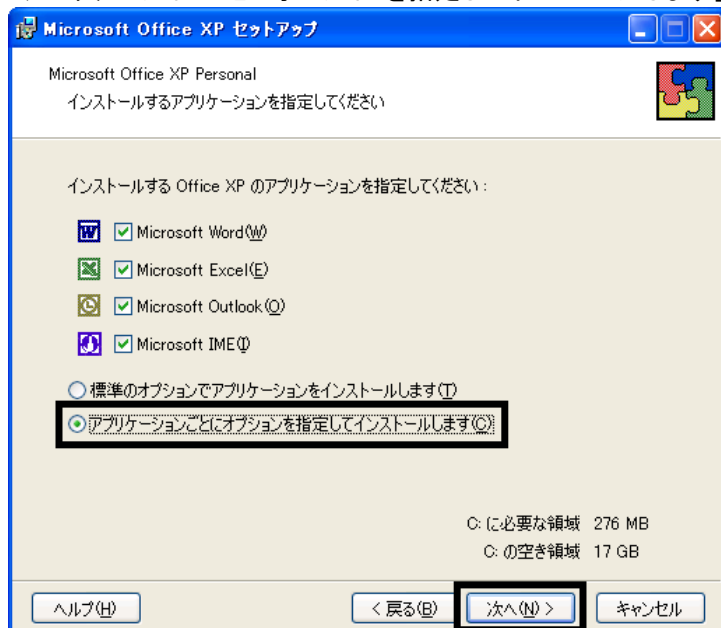 Microsoft Office XP セットアップ
Microsoft Office XP Personal
インストールするアプリケーションを指定してください
インストールする Office XP のアプリケーションを指定してください :
Microsoft Word(W)
Microsoft Excel(E)
Microsoft Outlook(O)
Microsoft IME(I)
標準のオプションでアプリケーションをインストールします(T)
アプリケーションごとにオプションを指定してインストールします(C)
C: に必要な領域 276 MB
C: の空き領域 17 GB
ヘルプ(H)
< 戻る(B)
次へ(N) >
キャンセル